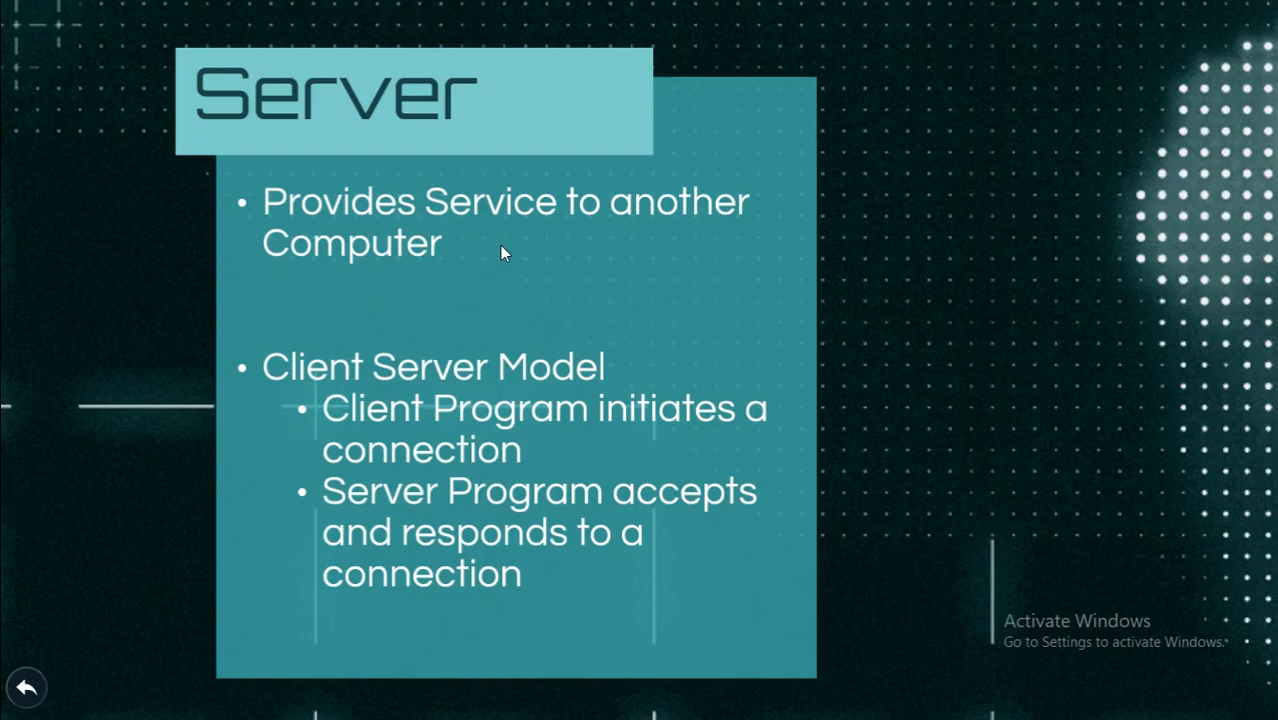 Server
• Provides Service to another
Computer
• Client Server Model
• Client Program initiates a
connection
• Server Program accepts
and responds to a
connection
Activate Windows
Go to Settings to activate Windows.